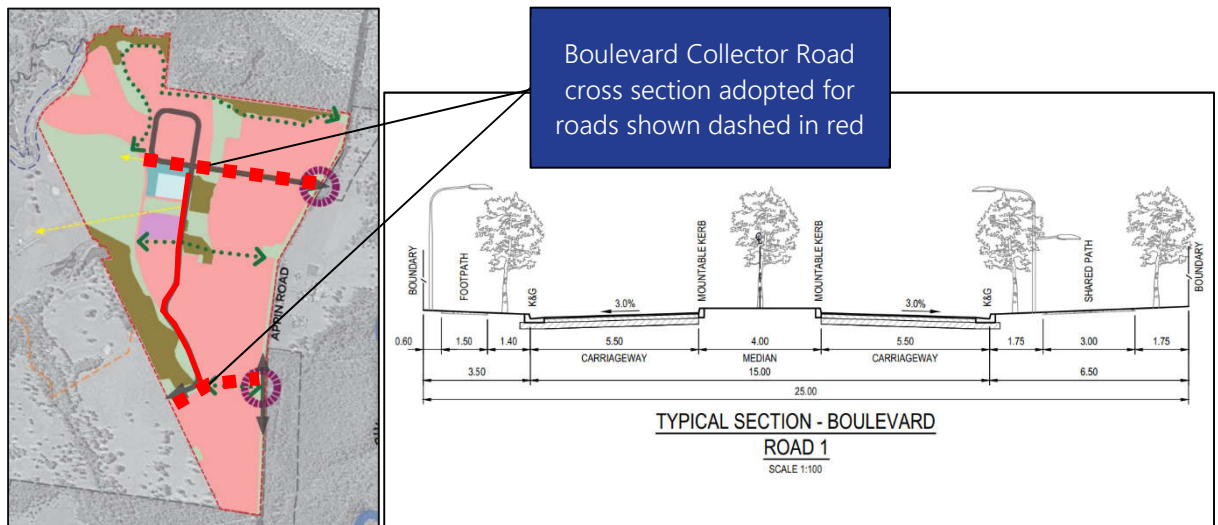 Boulevard Collector Road
cross section adopted for
roads shown dashed in red
APPIN ROAD
BOUNDARY
FOOTPATH
K&G
MOUNTABLE KERB
MOUNTABLE KERB
K&G
SHARED PATH
BOUNDARY
3.0%
3.0%
0.60
1.50
1.40
5.50
4.00
5.50
1.75
3.00
1.75
CARRIAGEWAY
MEDIAN
CARRIAGEWAY
3.50
15.00
6.50
25.00
TYPICAL SECTION - BOULEVARD
ROAD 1
SCALE 1:100